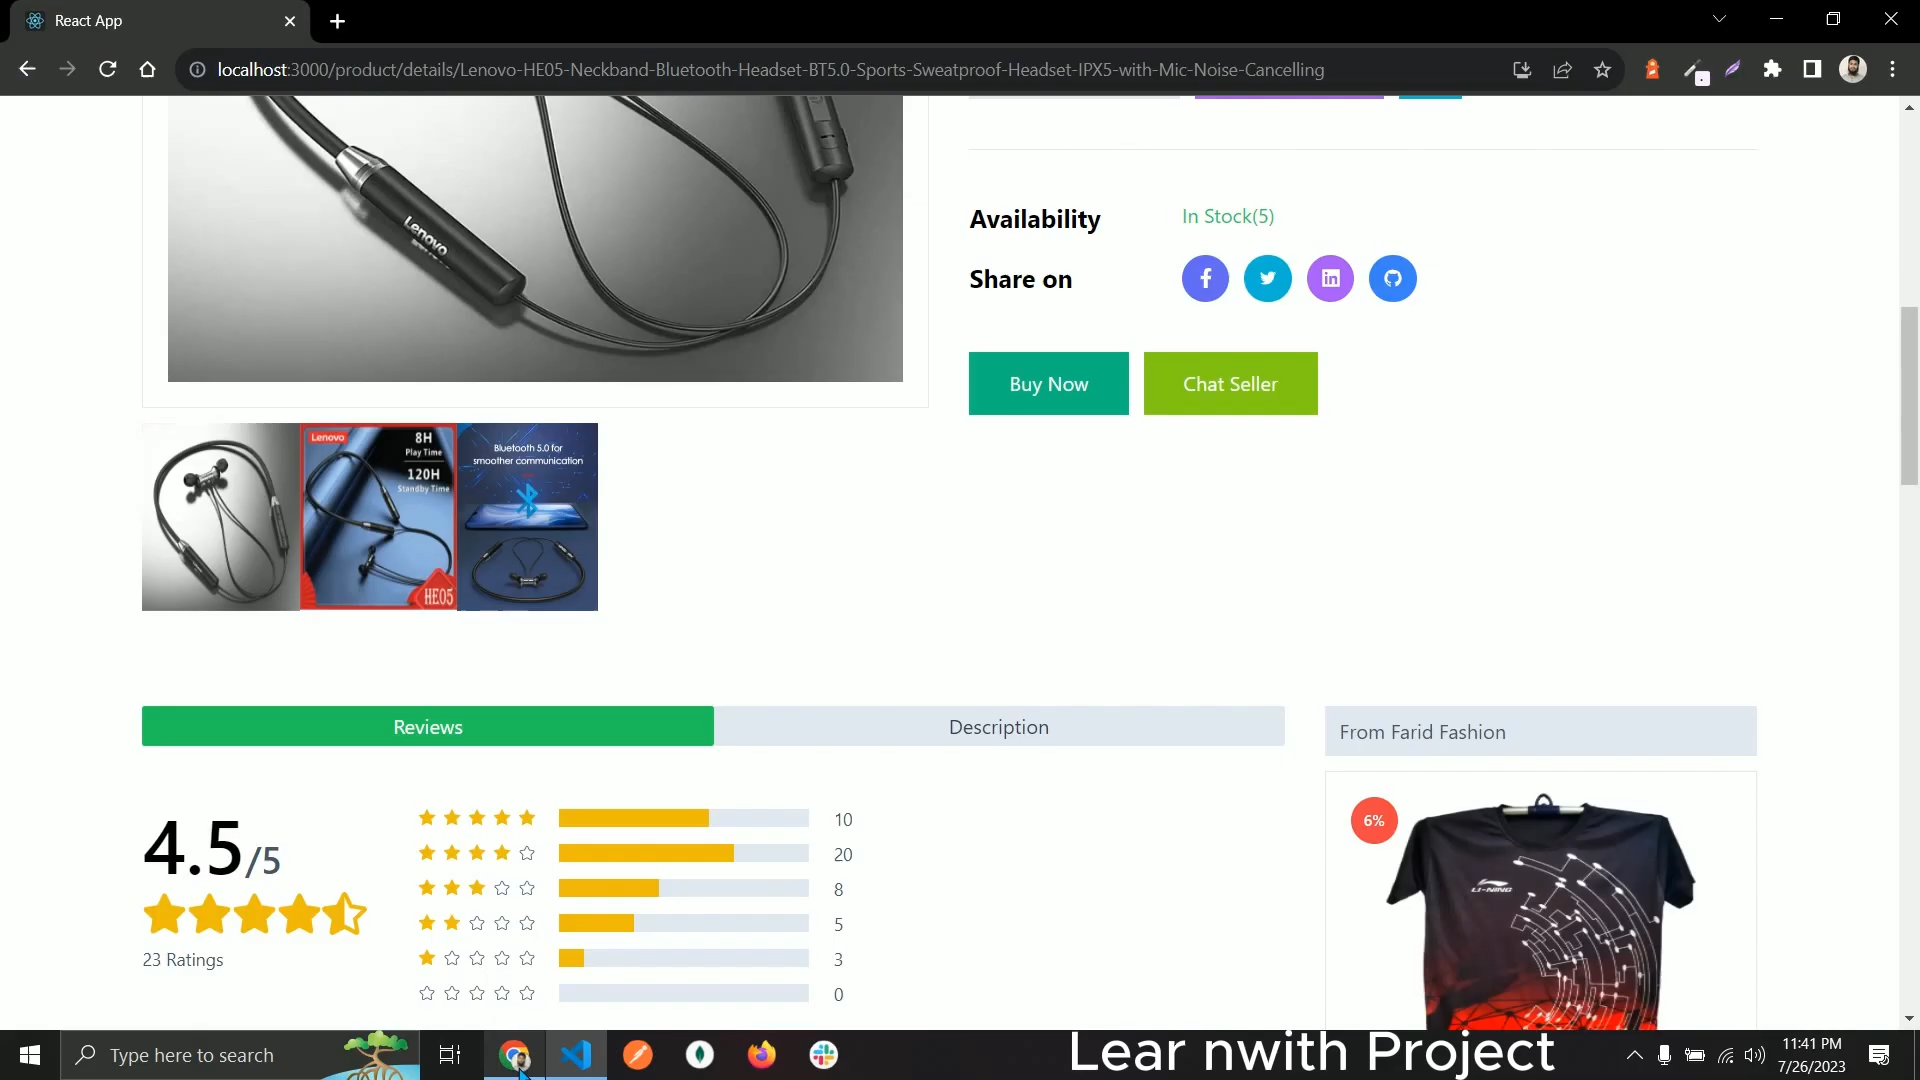 React App
localhost:3000/product/details/Lenovo-HE05-Neckband-Bluetooth-Headset-BT5.0-Sports-Sweatproof-Headset-IPX5-with-Mic-Noise-Cancelling
Lenovo
Availability
In Stock(5)
Share on
Buy Now
Chat Seller
Lenovo
8H
Play Time
120H
Standby Time
HE05
Bluetooth 5.0 for
smoother communication
Reviews
Description
From Farid Fashion
4.5/5
23 Ratings
10
20
8
5
3
0
6%
LI-NING
Type here to search
Lear nwith Project
11:41 PM
7/26/2023